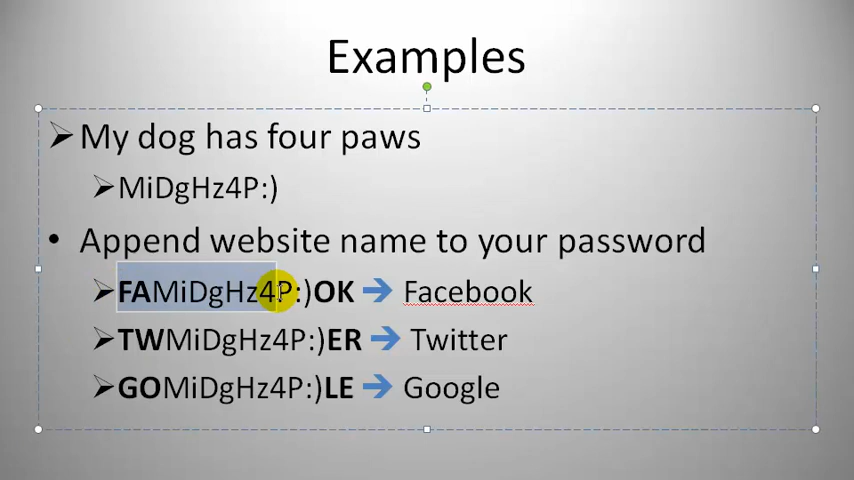 Examples
My dog has four paws
MiDgHz4P:)
Append website name to your password
FAMiDgHz4P:)OK → Facebook
TWMiDgHz4P:)ER → Twitter
GOMiDgHz4P:)LE → Google